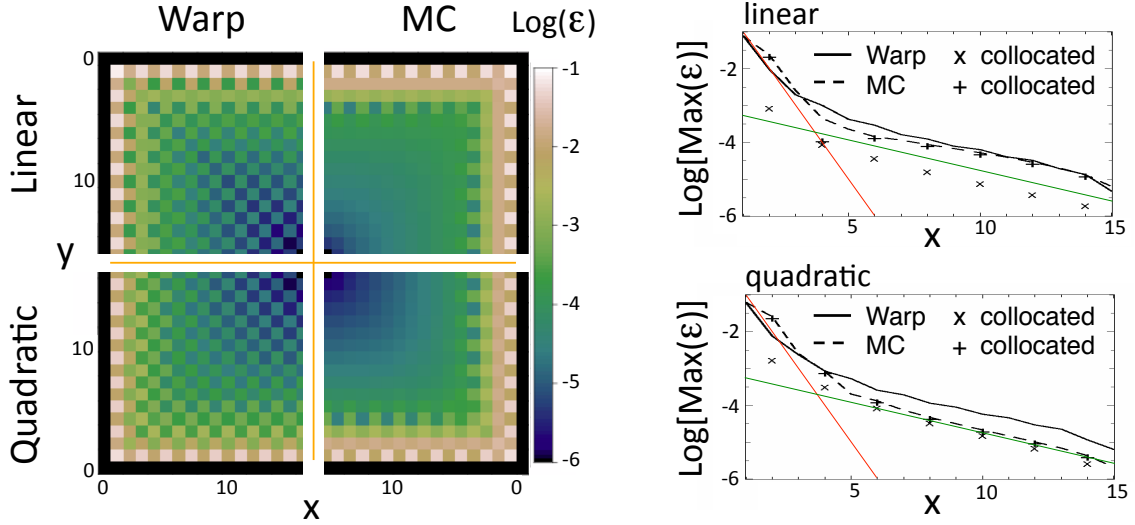 Warp
MC
Log(ε)
Linear
Quadratic
y
0
10
10
0
0
10
10
0
x
-1
-2
-3
-4
-5
-6
linear
Warp x collocated
MC + collocated
Log[Max(ε)]
-2
-4
-6
5
10
15
x
quadratic
Warp x collocated
MC + collocated
Log[Max(ε)]
-2
-4
-6
5
10
15
x